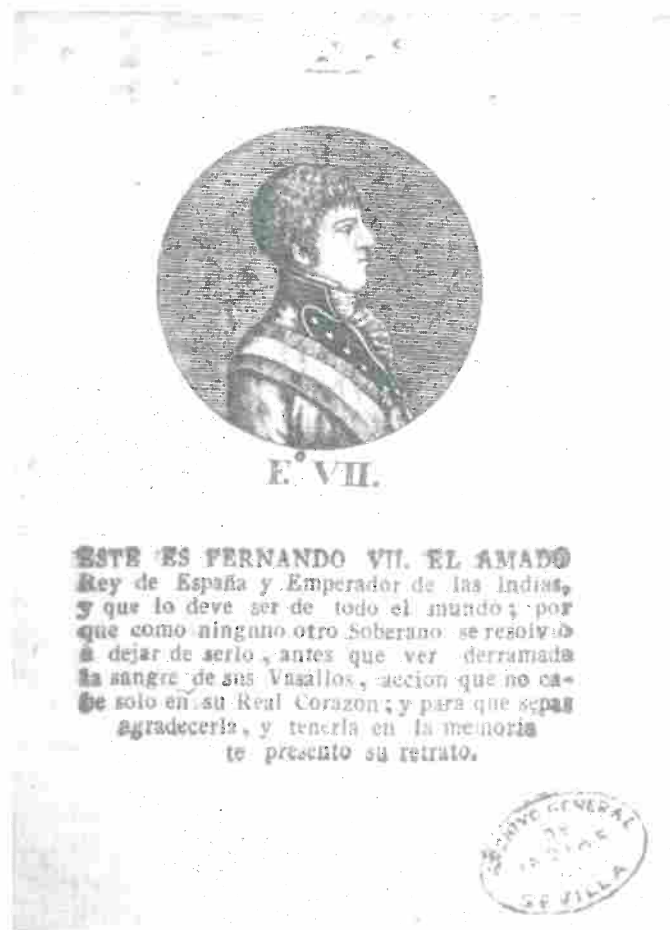 F.º VII.
ESTE ES FERNANDO VII. EL AMADO
Rey de España y Emperador de las Indias,
y que lo deve ser de todo el mundo; por
que como ninguno otro Soberano se resolvió
á dejar de serlo, antes que ver derramada
la sangre de sus Vasallos, accion que no ca-
be solo en su Real Corazon; y para que sepas
agradecerla, y tenerla en la memoria
te presento su retrato.
ARCHIVO GENERAL
DE
INDIAS
SEVILLA